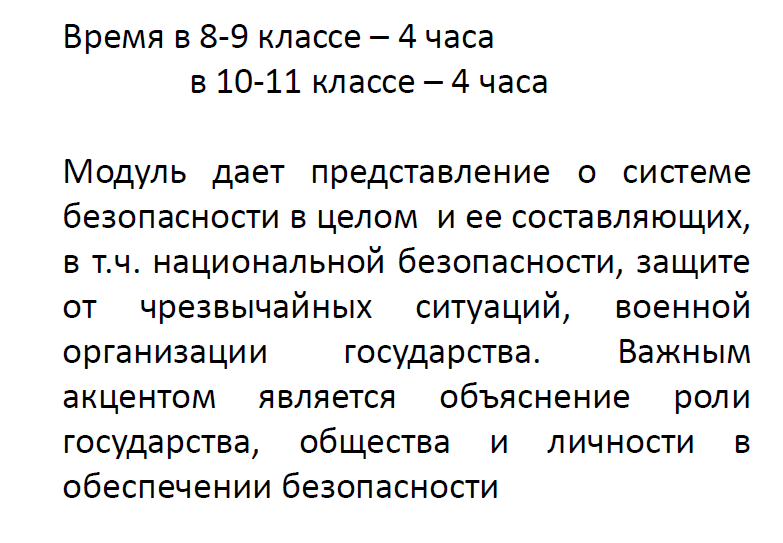 Время в 8-9 классе – 4 часа
в 10-11 классе – 4 часа
Модуль дает представление о системе
безопасности в целом и ее составляющих,
в т.ч. национальной безопасности, защите
от чрезвычайных ситуаций, военной
организации государства. Важным
акцентом является объяснение роли
государства, общества и личности в
обеспечении безопасности